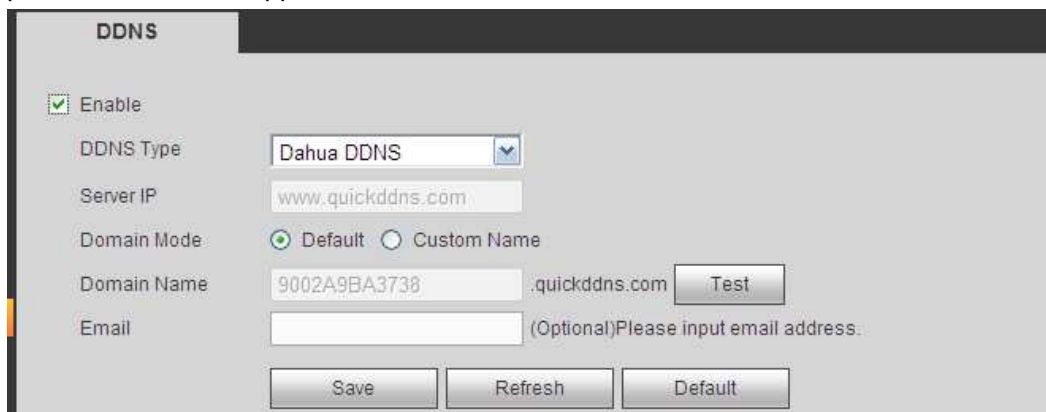 DDNS
Enable
DDNS Type Dahua DDNS
Server IP www.quickddns.com
Domain Mode Default Custom Name
Domain Name 9002A9BA3738 .quickddns.com Test
Email (Optional)Please input email address.
Save Refresh Default